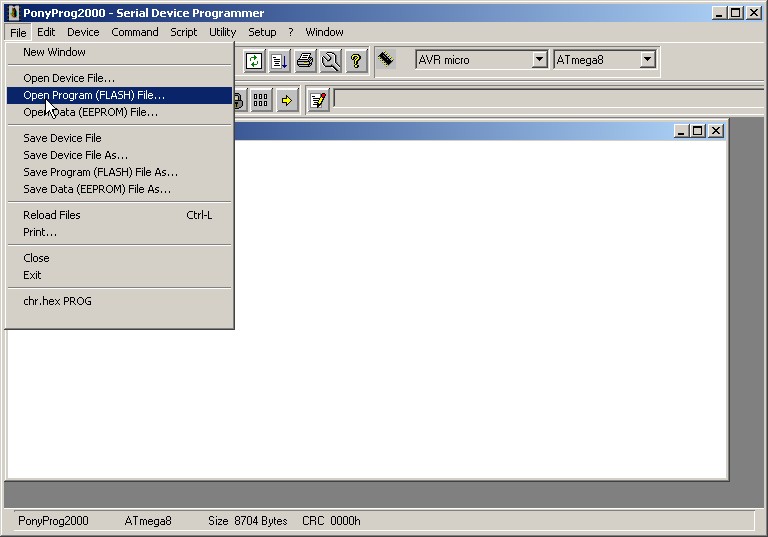 PonyProg2000 - Serial Device Programmer
File Edit Device Command Script Utility Setup ? Window
New Window
Open Device File...
Open Program (FLASH) File...
Open Data (EEPROM) File...
Save Device File
Save Device File As...
Save Program (FLASH) File As...
Save Data (EEPROM) File As...
Reload Files Ctrl-L
Print...
Close
Exit
chr.hex PROG
? AVR micro ATmega8
PonyProg2000 ATmega8 Size 8704 Bytes CRC 0000h